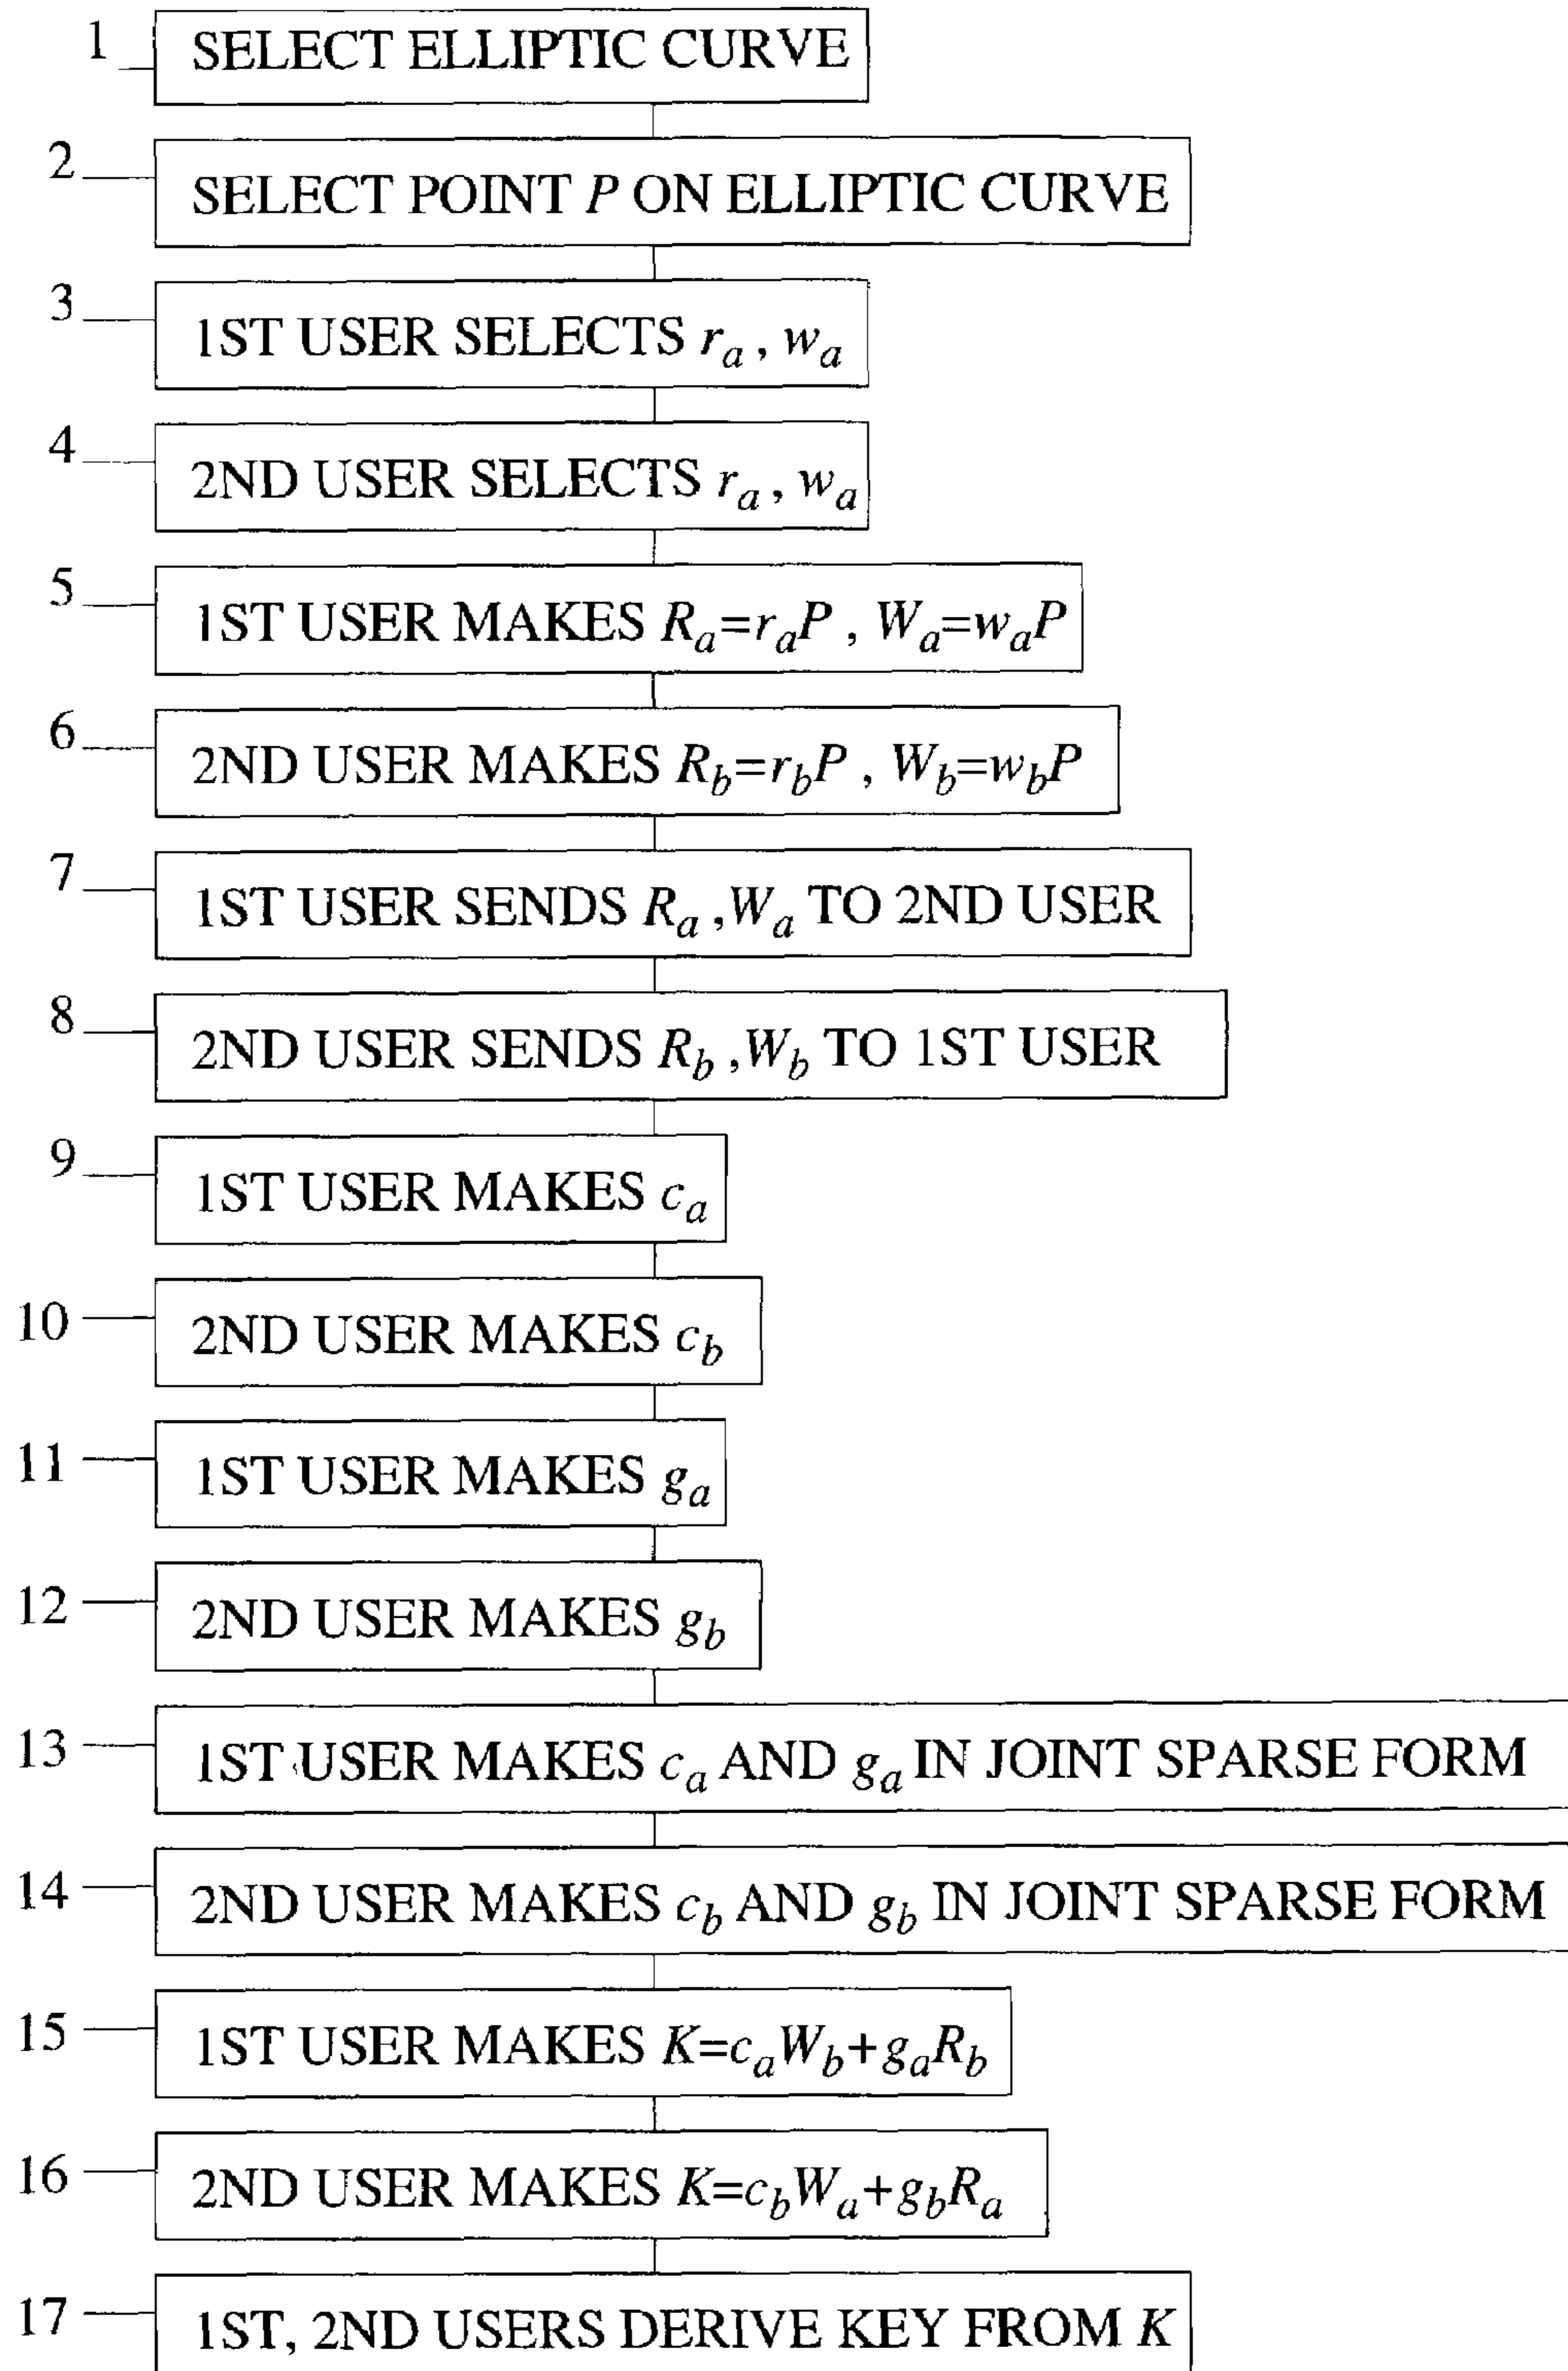 1 SELECT ELLIPTIC CURVE
2 SELECT POINT P ON ELLIPTIC CURVE
3 1ST USER SELECTS r_a , w_a
4 2ND USER SELECTS r_a , w_a
5 1ST USER MAKES R_a=r_aP , W_a=w_aP
6 2ND USER MAKES R_b=r_bP , W_b=w_bP
7 1ST USER SENDS R_a ,W_a TO 2ND USER
8 2ND USER SENDS R_b ,W_b TO 1ST USER
9 1ST USER MAKES c_a
10 2ND USER MAKES c_b
11 1ST USER MAKES g_a
12 2ND USER MAKES g_b
13 1ST USER MAKES c_a AND g_a IN JOINT SPARSE FORM
14 2ND USER MAKES c_b AND g_b IN JOINT SPARSE FORM
15 1ST USER MAKES K=c_aW_b+g_aR_b
16 2ND USER MAKES K=c_bW_a+g_bR_a
17 1ST, 2ND USERS DERIVE KEY FROM K